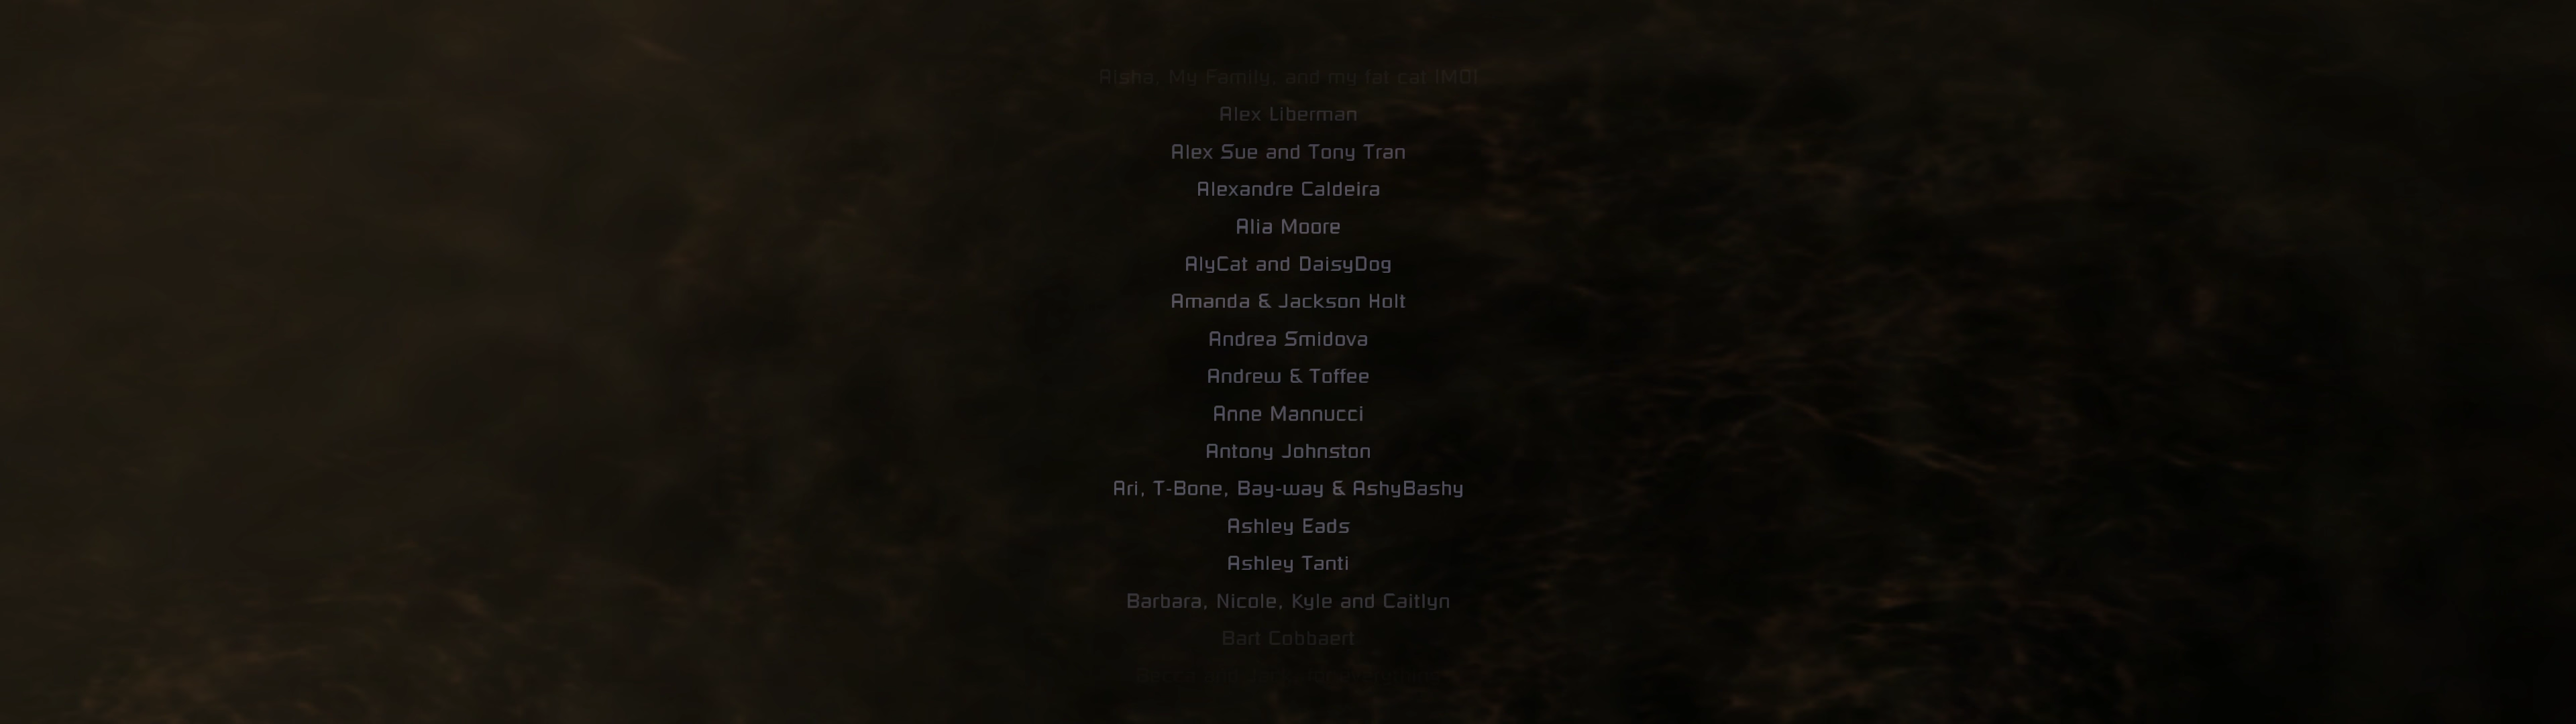 Aisha, My Family, and my fat cat IMO!
Alex Liberman
Alex Sue and Tony Tran
Alexandre Caldeira
Alia Moore
AlyCat and DaisyDog
Amanda & Jackson Holt
Andrea Smidova
Andrew & Toffee
Anne Mannucci
Antony Johnston
Ari, T-Bone, Bay-way & AshyBashy
Ashley Eads
Ashley Tanti
Barbara, Nicole, Kyle and Caitlyn
Bart Cobbaert